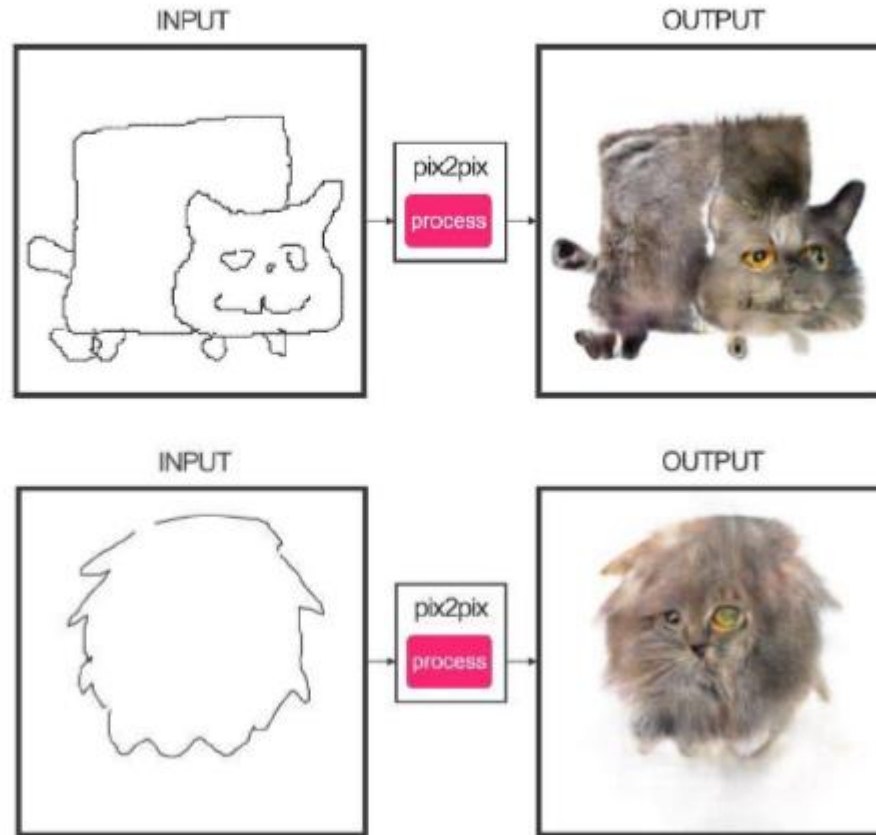 INPUT
OUTPUT
pix2pix
process
INPUT
OUTPUT
pix2pix
process